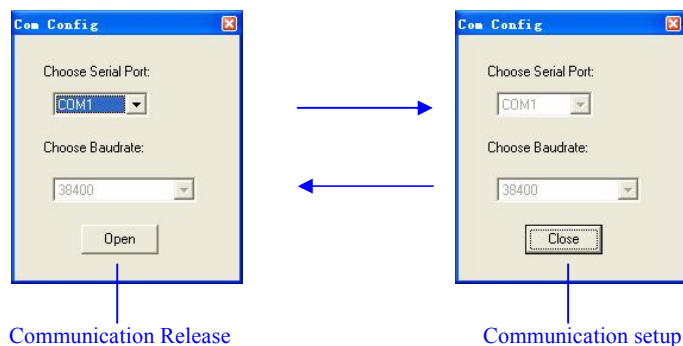 Com Config
Choose Serial Port:
COM1
Choose Baudrate:
38400
Open
Communication Release
Com Config
Choose Serial Port:
COM1
Choose Baudrate:
38400
Close
Communication setup